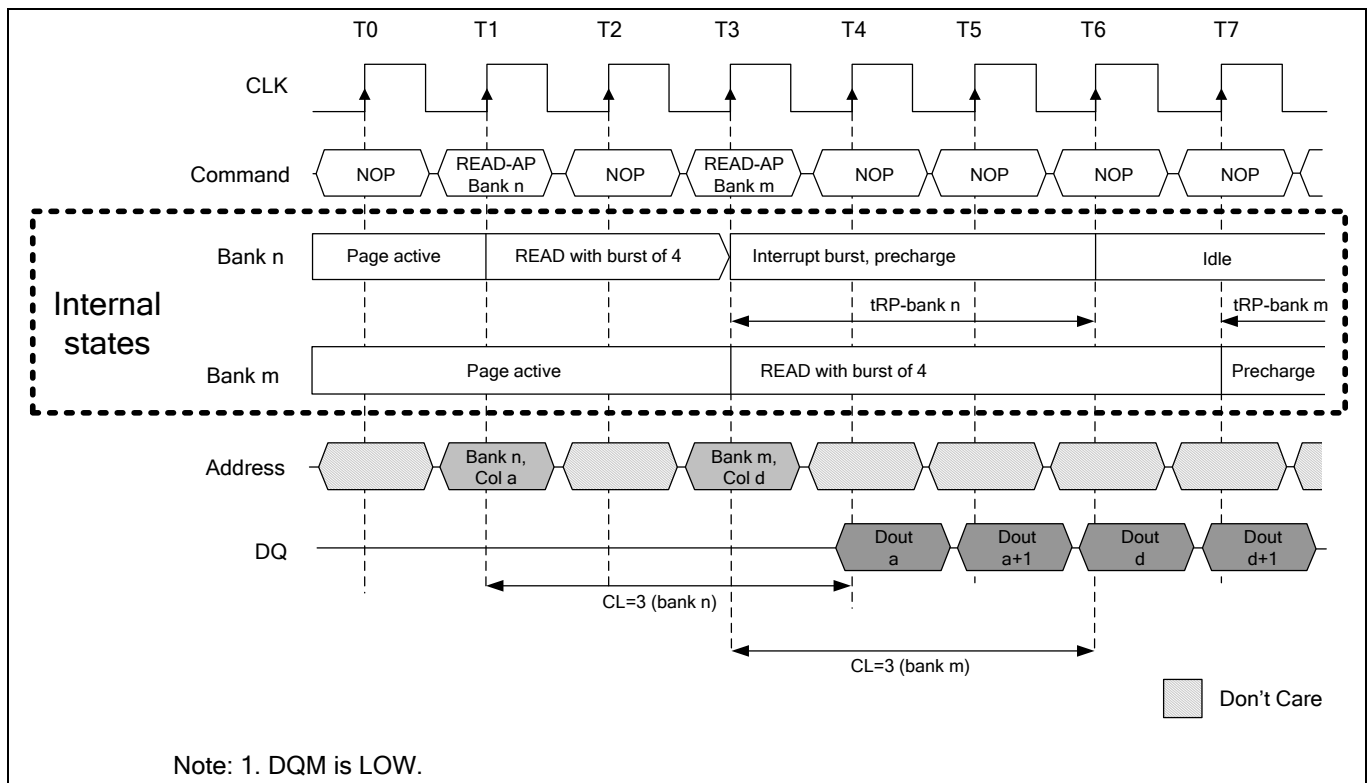 T0 T1 T2 T3 T4 T5 T6 T7
CLK
Command
NOP
READ-AP
Bank n
NOP
READ-AP
Bank m
NOP
NOP
NOP
NOP
Internal
states
Bank n
Page active
READ with burst of 4
Interrupt burst, precharge
Idle
tRP-bank n
tRP-bank m
Bank m
Page active
READ with burst of 4
Precharge
Address
Bank n,
Col a
Bank m,
Col d
DQ
Dout
a
Dout
a+1
Dout
d
Dout
d+1
CL=3 (bank n)
CL=3 (bank m)
Don't Care
Note: 1. DQM is LOW.